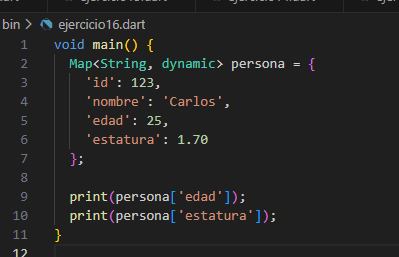 bin > ejercicio16.dart
1 void main() {
2 Map<String, dynamic> persona = {
3 'id': 123,
4 'nombre': 'Carlos',
5 'edad': 25,
6 'estatura': 1.70
7 };
8
9 print(persona['edad']);
10 print(persona['estatura']);
11 }
12